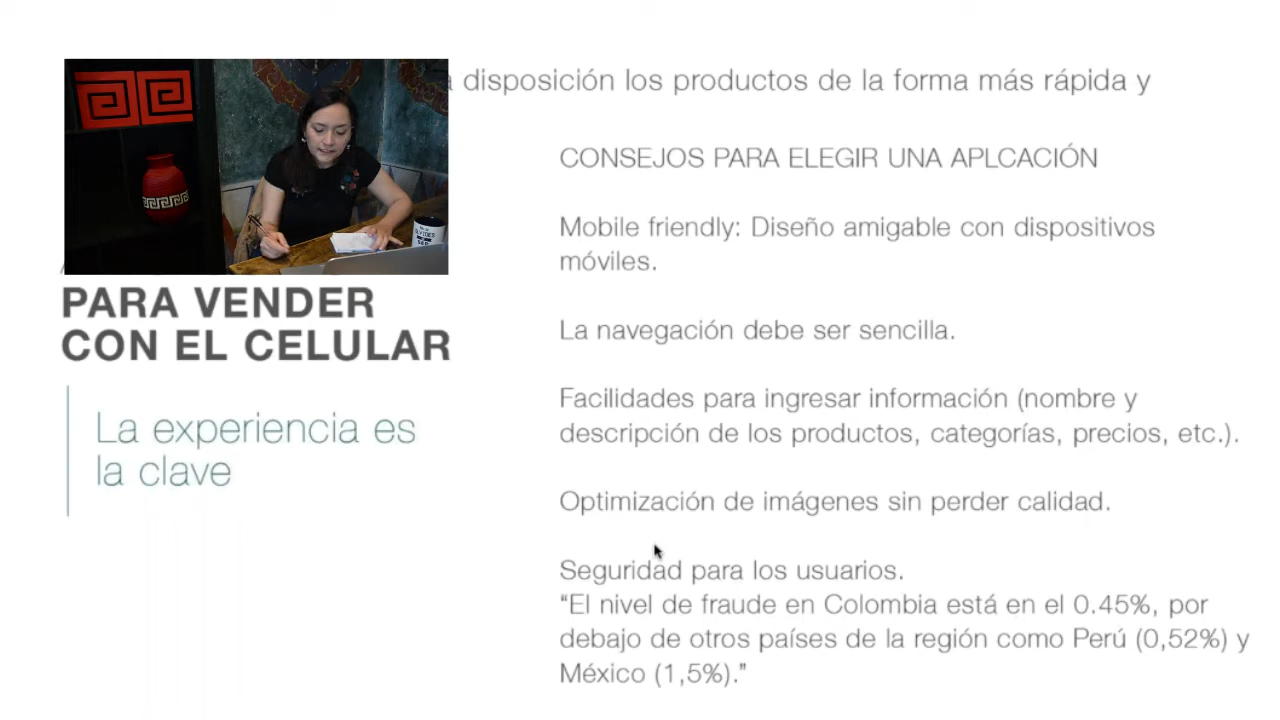 disposición los productos de la forma más rápida y
CONSEJOS PARA ELEGIR UNA APLCACIÓN
Mobile friendly: Diseño amigable con dispositivos
móviles.
La navegación debe ser sencilla.
Facilidades para ingresar información (nombre y
descripción de los productos, categorías, precios, etc.).
Optimización de imágenes sin perder calidad.
Seguridad para los usuarios.
“El nivel de fraude en Colombia está en el 0.45%, por
debajo de otros países de la región como Perú (0,52%) y
México (1,5%).”
PARA VENDER
CON EL CELULAR
La experiencia es
la clave